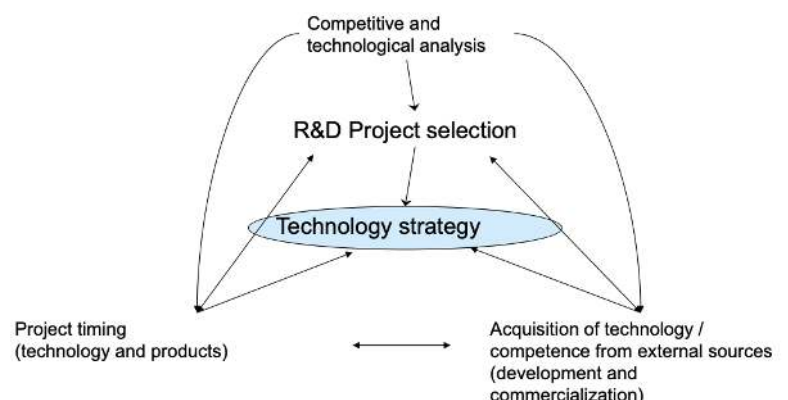 Competitive and
technological analysis
R&D Project selection
Technology strategy
Project timing
(technology and products)
Acquisition of technology /
competence from external sources
(development and
commercialization)